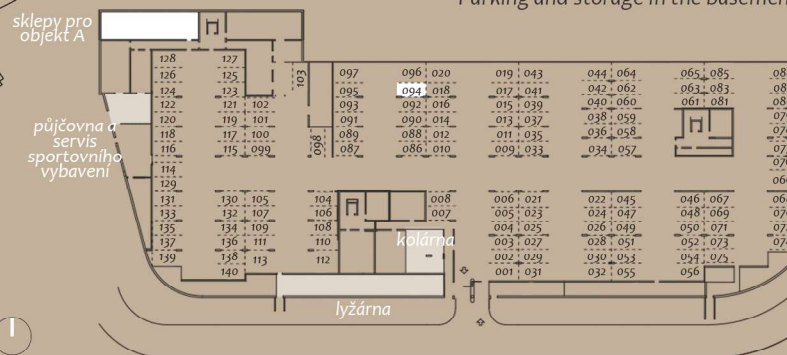 Parking and storage in the basement
sklepy pro
objekt A
128 127
126 125 103 097 096 020 019 043 044 064 065 085
124 123 095 094 018 017 041 042 062 063 083
122 121 102 093 092 016 015 039 040 060 061 081
120 119 101 091 090 014 013 037 038 059
půjčovna a
servis
sportovního
vybavení
118 117 100 098 089 088 012 011 035 036 058
116 115 099 087 086 010 009 033 034 057
114
129
131 130 105 104 008 006 021 022 045 046 067
133 132 107 106 007 005 023 024 047 048 069
135 134 109 108 004 025 026 049 050 071
137 136 111 110 kolárna 003 027 028 051 052 073
139 138 113 112 002 029 030 053 054 075
140 001 031 032 055 056
lyžárna